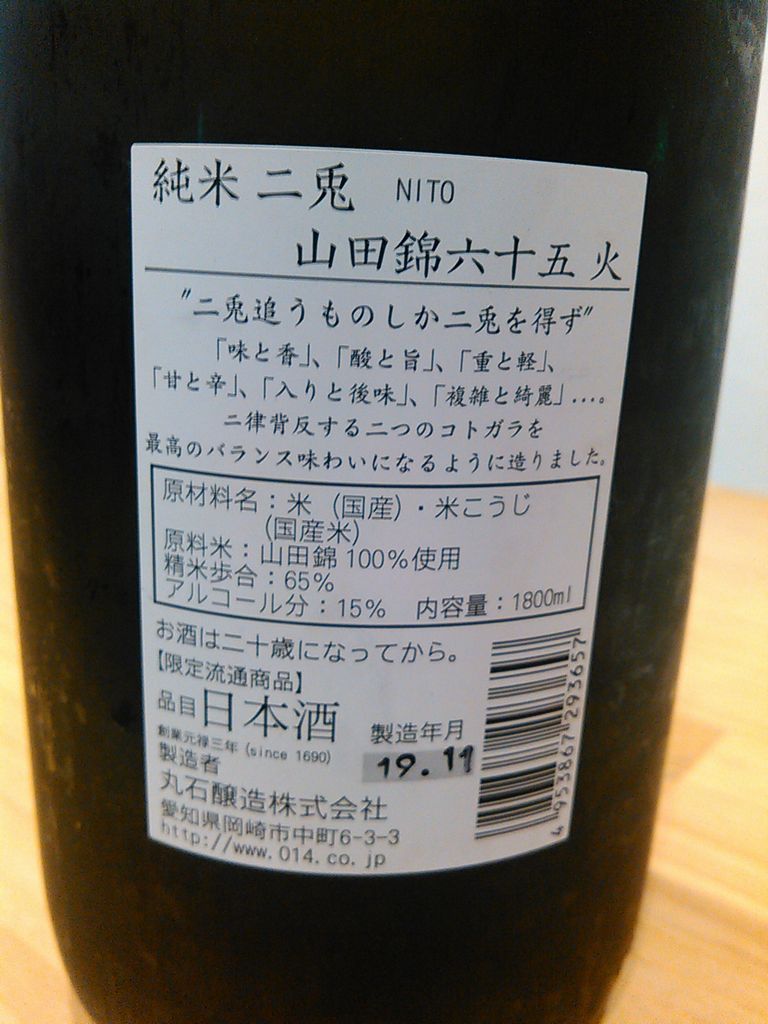 純米 二兎 NITO
山田錦六十五 火
"二兎追うものしか二兎を得ず"
「味と香」、「酸と旨」、「重と軽」、
「甘と辛」、「入りと後味」、「複雑と綺麗」…。
二律背反する二つのコトガラを
最高のバランス味わいになるように造りました。
原材料名：米（国産）・米こうじ
（国産米）
原料米：山田錦100％使用
精米歩合：65％
アルコール分：15％ 内容量：1800ml
お酒は二十歳になってから。
【限定流通商品】
品目 日本酒
製造年月
19.11
創業元禄三年（since 1690）
製造者
丸石醸造株式会社
愛知県岡崎市中町6-3-3
http://www.014.co.jp
4953867293657